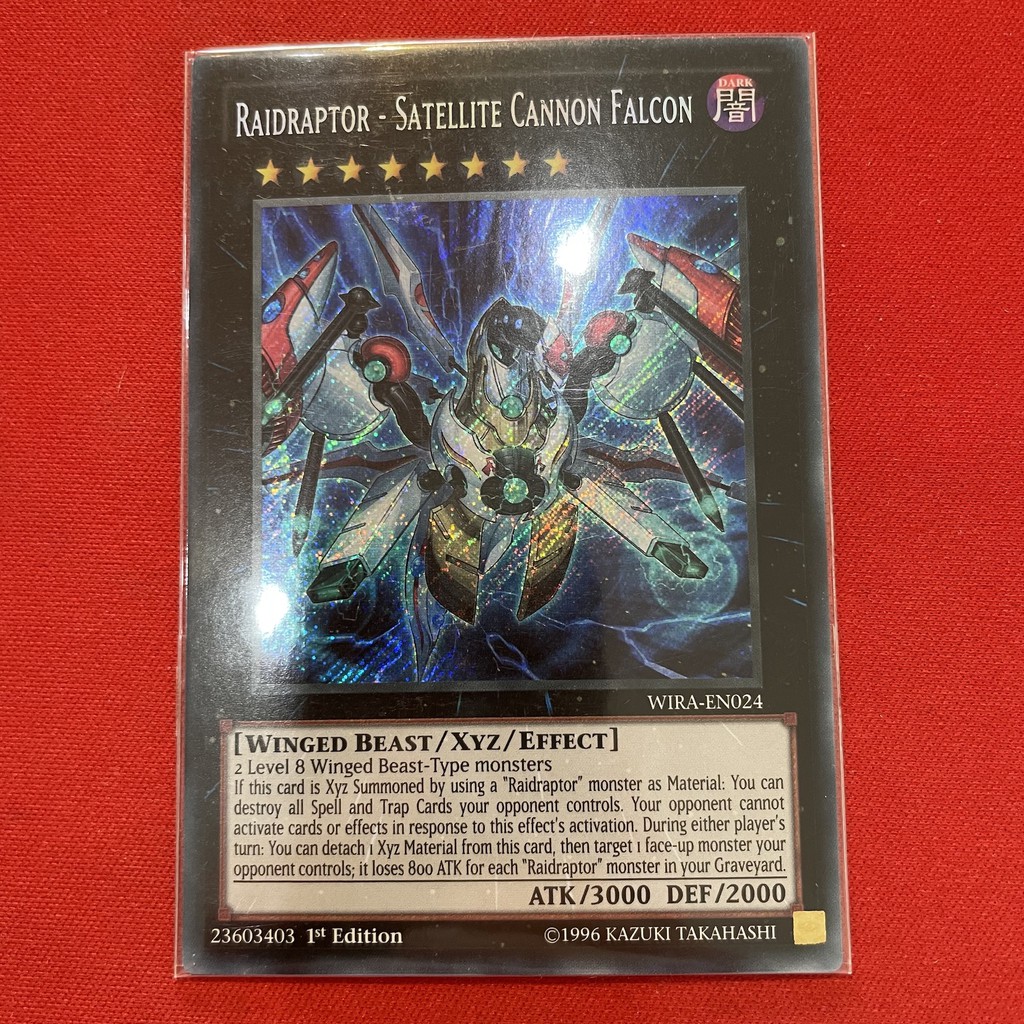 RAIDRAPTOR - SATELLITE CANNON FALCON
DARK
闇
WIRA-EN024
[WINGED BEAST/XYZ/EFFECT]
2 Level 8 Winged Beast-Type monsters
If this card is Xyz Summoned by using a "Raidraptor" monster as Material: You can
destroy all Spell and Trap Cards your opponent controls. Your opponent cannot
activate cards or effects in response to this effect's activation. During either player's
turn: You can detach 1 Xyz Material from this card, then target 1 face-up monster your
opponent controls; it loses 800 ATK for each "Raidraptor" monster in your Graveyard.
ATK/3000 DEF/2000
23603403 1st Edition ©1996 KAZUKI TAKAHASHI